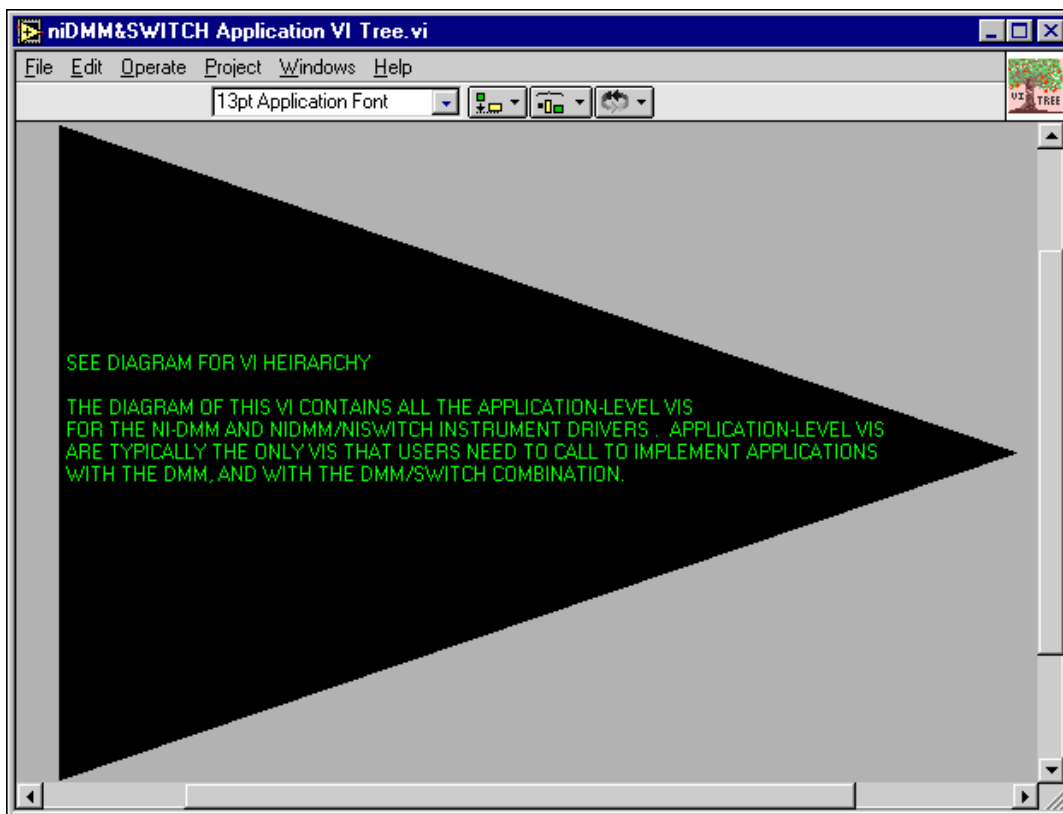 niDMM&SWITCH Application VI Tree.vi
File Edit Operate Project Windows Help
13pt Application Font
VI TREE
SEE DIAGRAM FOR VI HEIRARCHY
THE DIAGRAM OF THIS VI CONTAINS ALL THE APPLICATION-LEVEL VIS
FOR THE NI-DMM AND NIDMM/NISWITCH INSTRUMENT DRIVERS .  APPLICATION-LEVEL VIS
ARE TYPICALLY THE ONLY VIS THAT USERS NEED TO CALL TO IMPLEMENT APPLICATIONS
WITH THE DMM, AND WITH THE DMM/SWITCH COMBINATION.